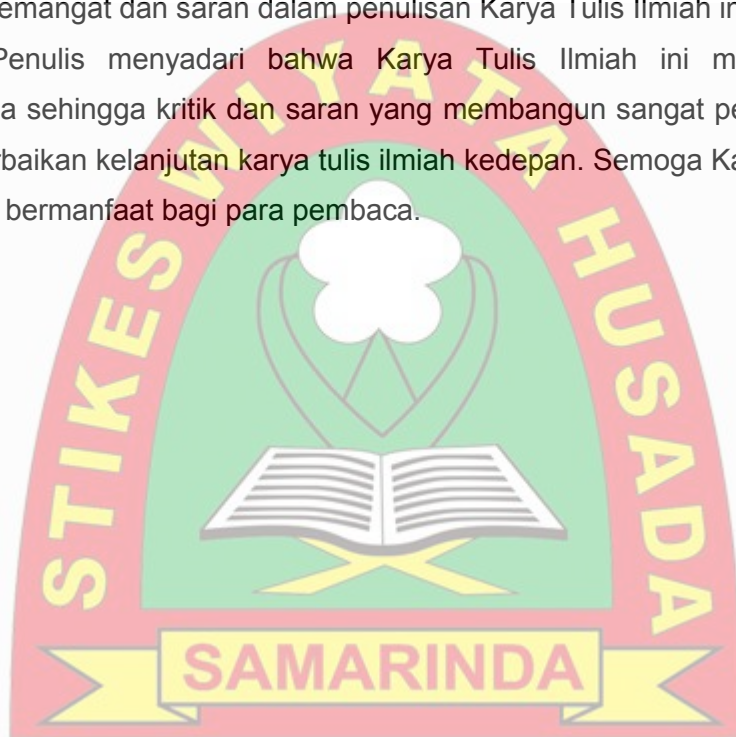 emangat dan saran dalam penulisan Karya Tulis Ilmiah in
Penulis menyadari bahwa Karya Tulis Ilmiah ini m
a sehingga kritik dan saran yang membangun sangat pe
rbaikan kelanjutan karya tulis ilmiah kedepan. Semoga Ka
bermanfaat bagi para pembaca.
STIKES WIYATA HUSADA
SAMARINDA